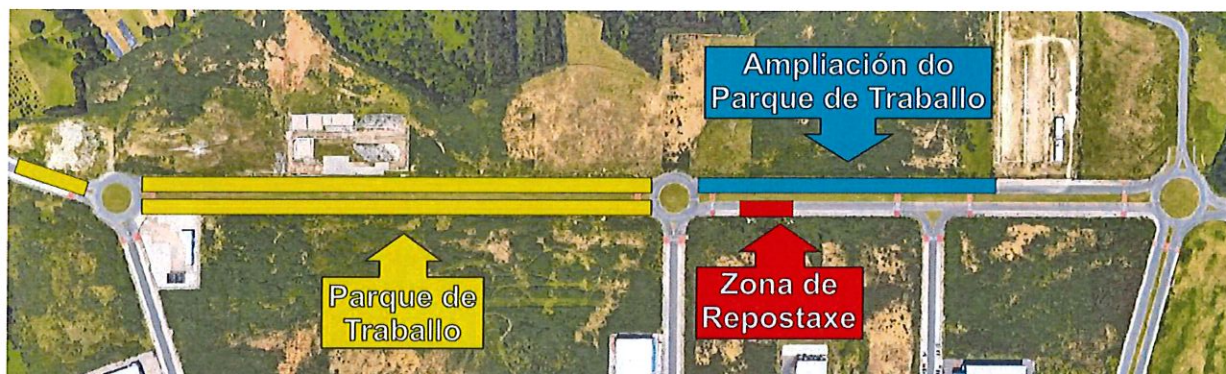 Ampliación do
Parque de Traballo
Parque de
Traballo
Zona de
Repostaxe